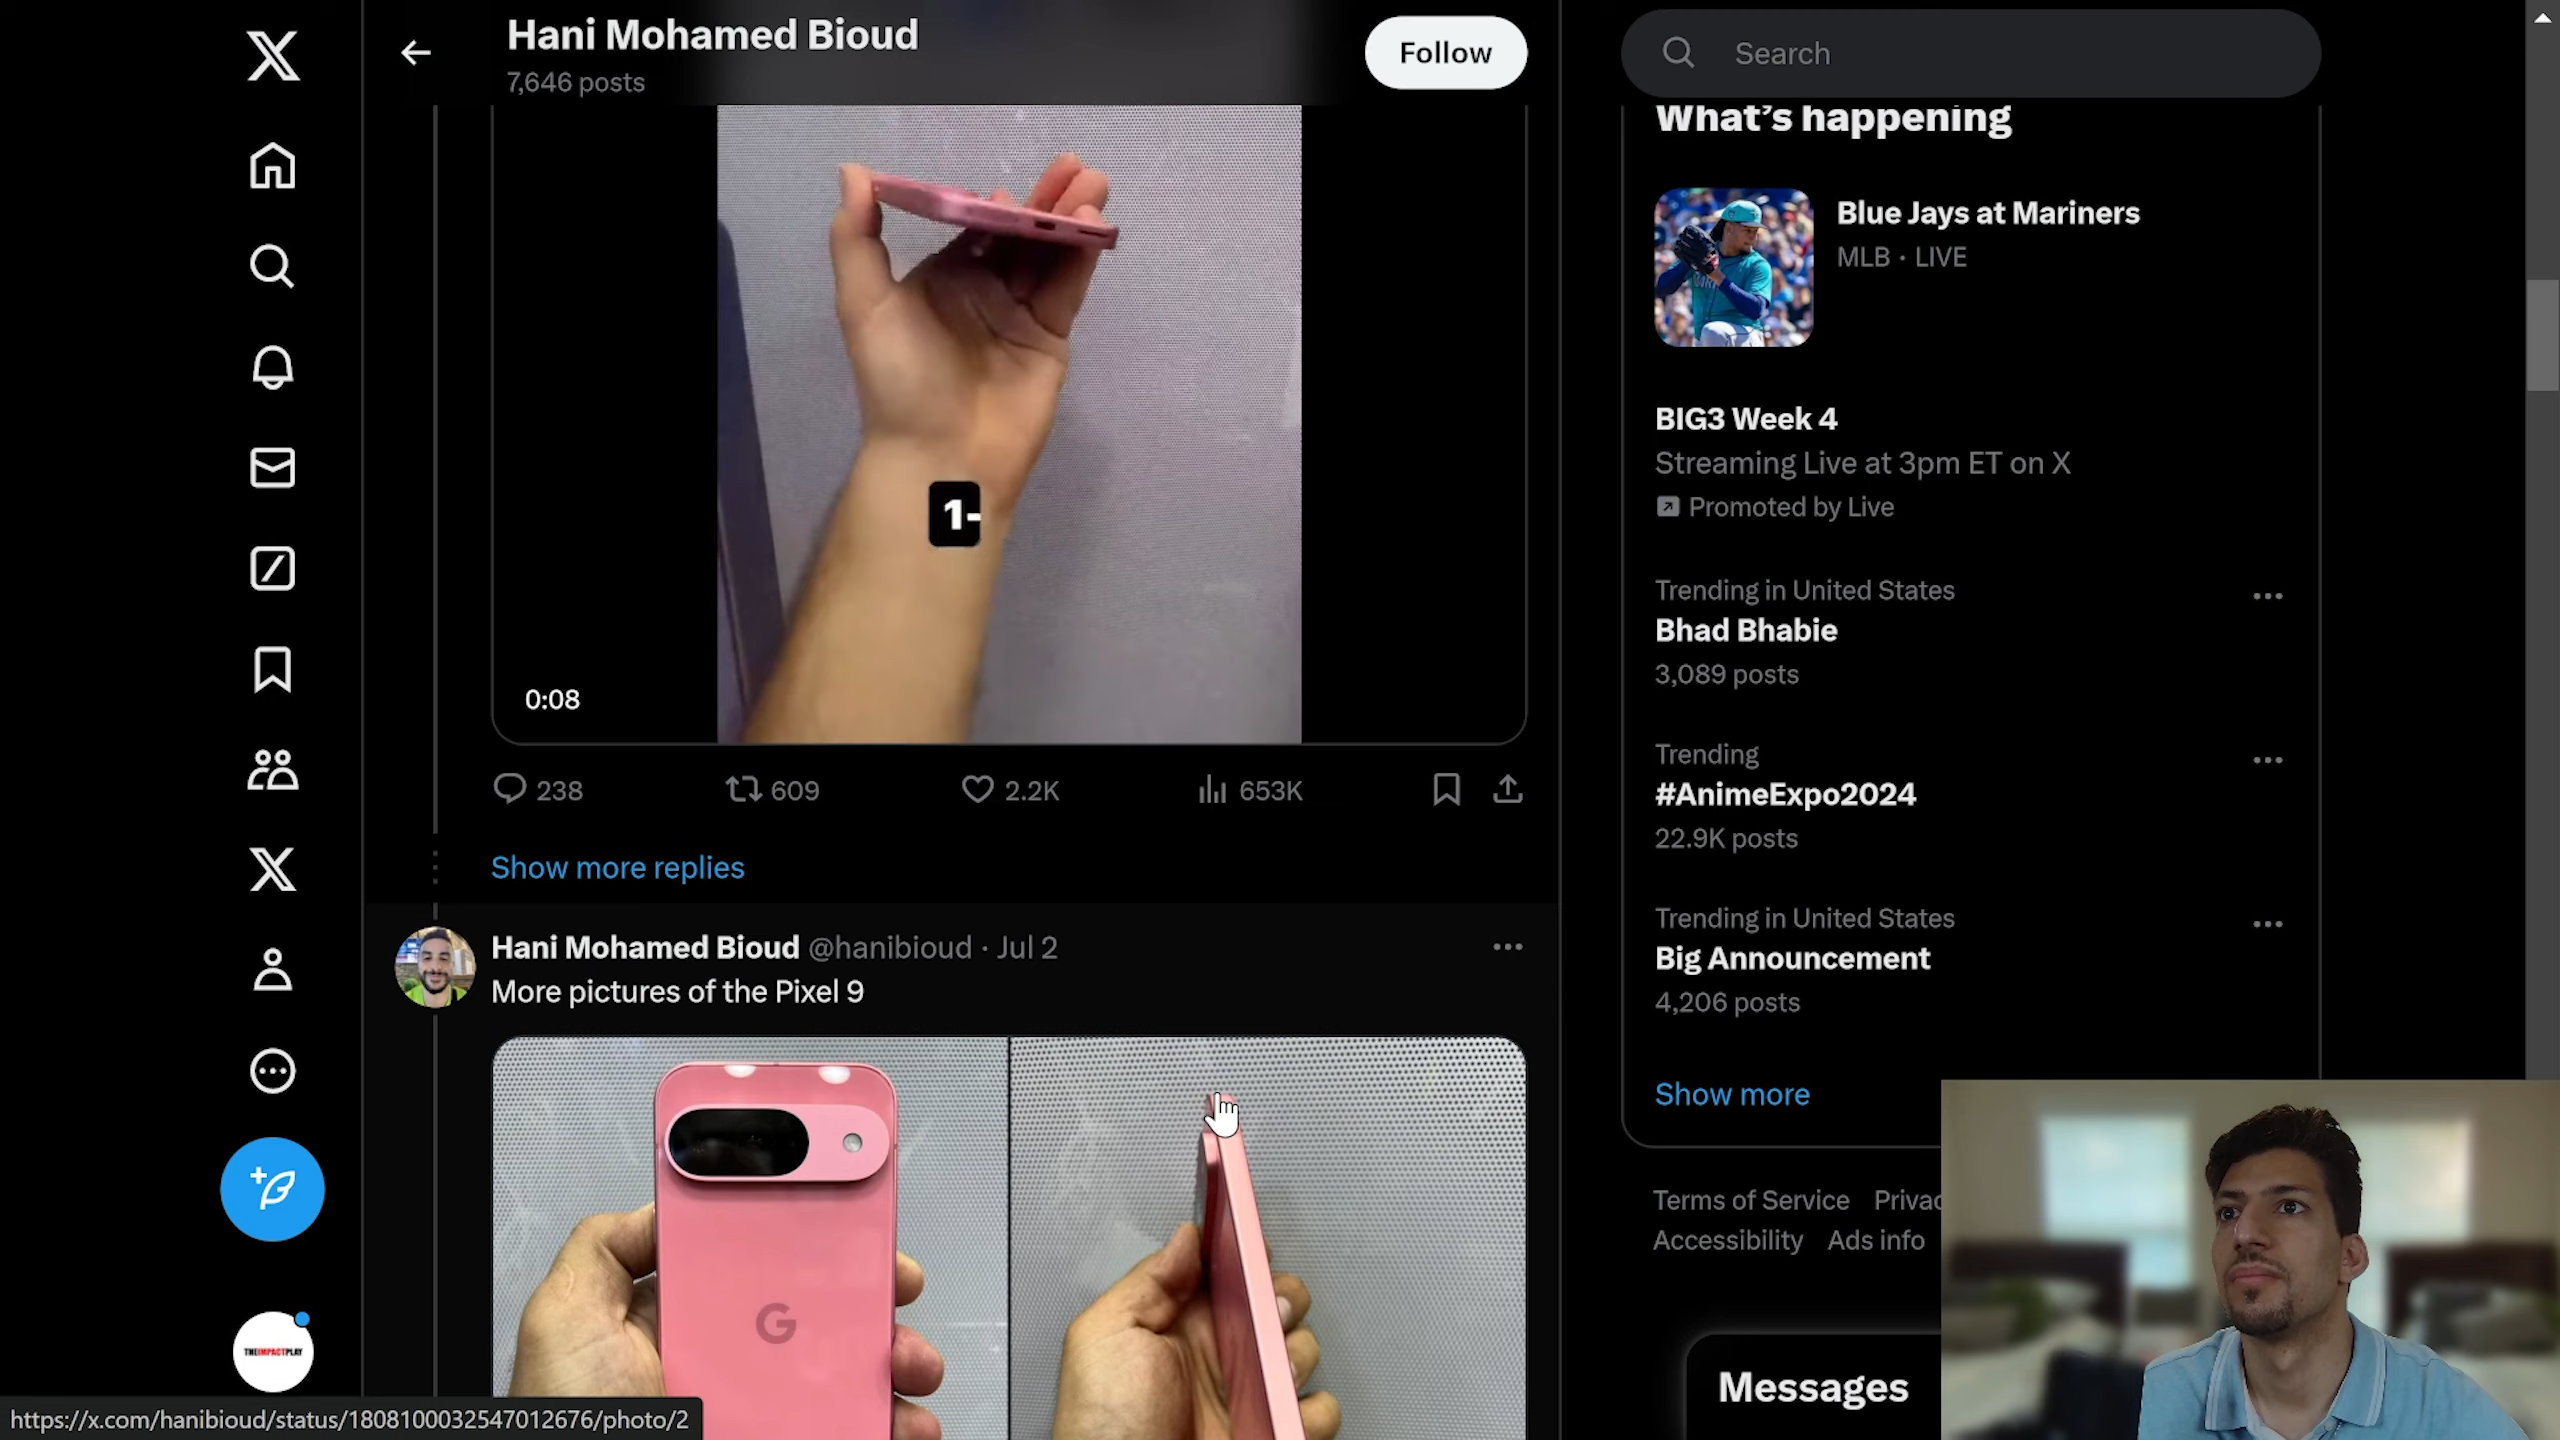 Hani Mohamed Bioud
7,646 posts
Follow
Search
What's happening
Blue Jays at Mariners
MLB · LIVE
BIG3 Week 4
Streaming Live at 3pm ET on X
Promoted by Live
Trending in United States
Bhad Bhabie
3,089 posts
Trending
#AnimeExpo2024
22.9K posts
Trending in United States
Big Announcement
4,206 posts
Show more
Terms of Service Privac
Accessibility Ads info
Messages
1-
0:08
238 609 2.2K 653K
Show more replies
Hani Mohamed Bioud @hanibioud · Jul 2
More pictures of the Pixel 9
G
THEIMPACTPLAY
https://x.com/hanibioud/status/1808100032547012676/photo/2